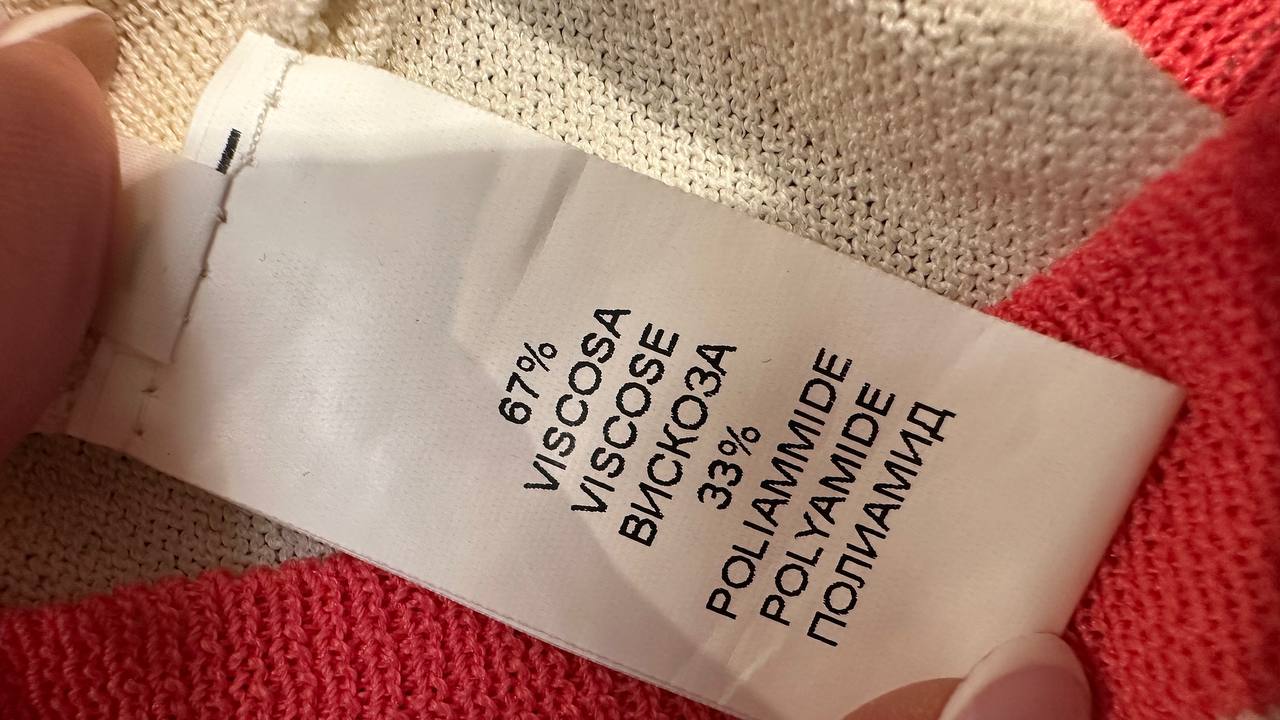 67%
VISCOSA
VISCOSE
ВИСКОЗА
33%
POLIAMMIDE
POLYAMIDE
ПОЛИАМИД